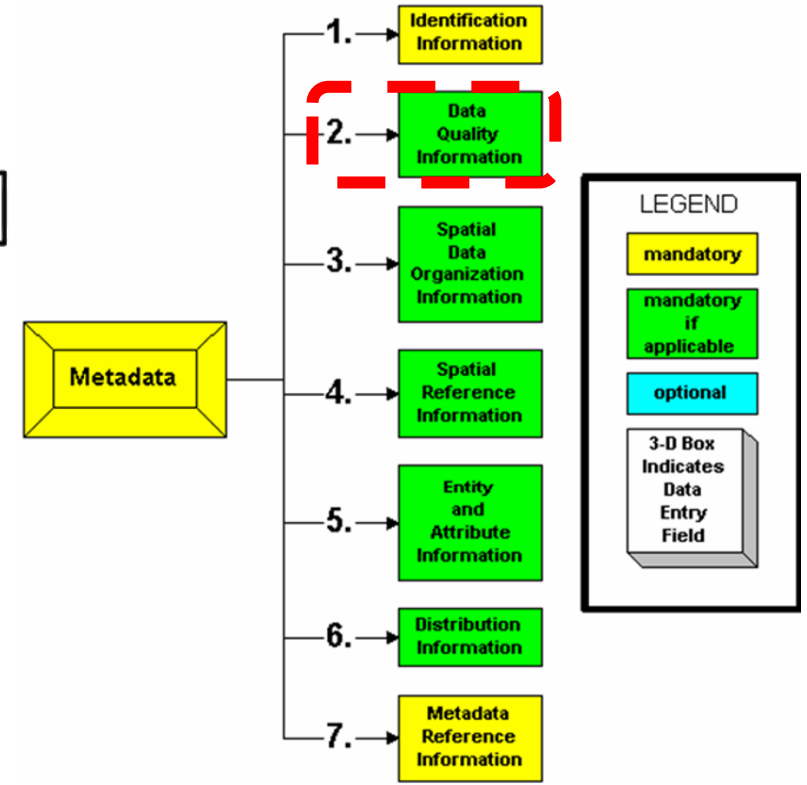 1.
Identification
Information
2.
Data
Quality
Information
3.
Spatial
Data
Organization
Information
Metadata
4.
Spatial
Reference
Information
5.
Entity
and
Attribute
Information
6.
Distribution
Information
7.
Metadata
Reference
Information
LEGEND
mandatory
mandatory
if
applicable
optional
3-D Box
Indicates
Data
Entry
Field